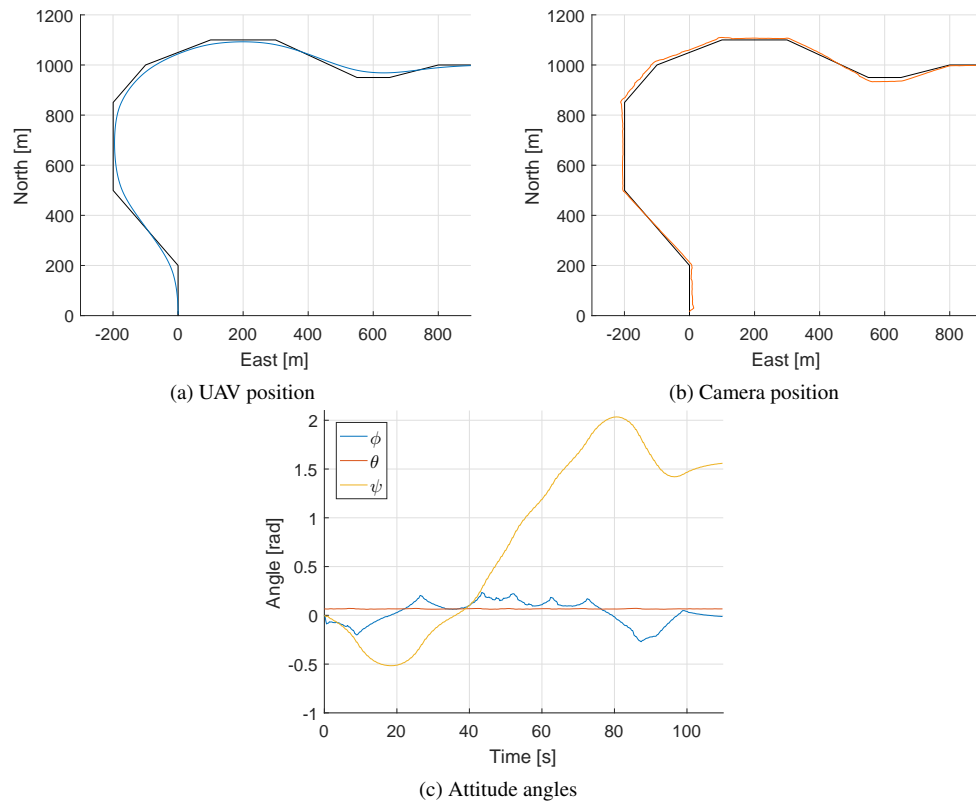 1200
1000
800
600
400
200
0
North [m]
-200 0 200 400 600 800
East [m]
(a) UAV position
1200
1000
800
600
400
200
0
North [m]
-200 0 200 400 600 800
East [m]
(b) Camera position
2
1.5
1
0.5
0
-0.5
-1
Angle [rad]
ϕ
θ
ψ
0 20 40 60 80 100
Time [s]
(c) Attitude angles